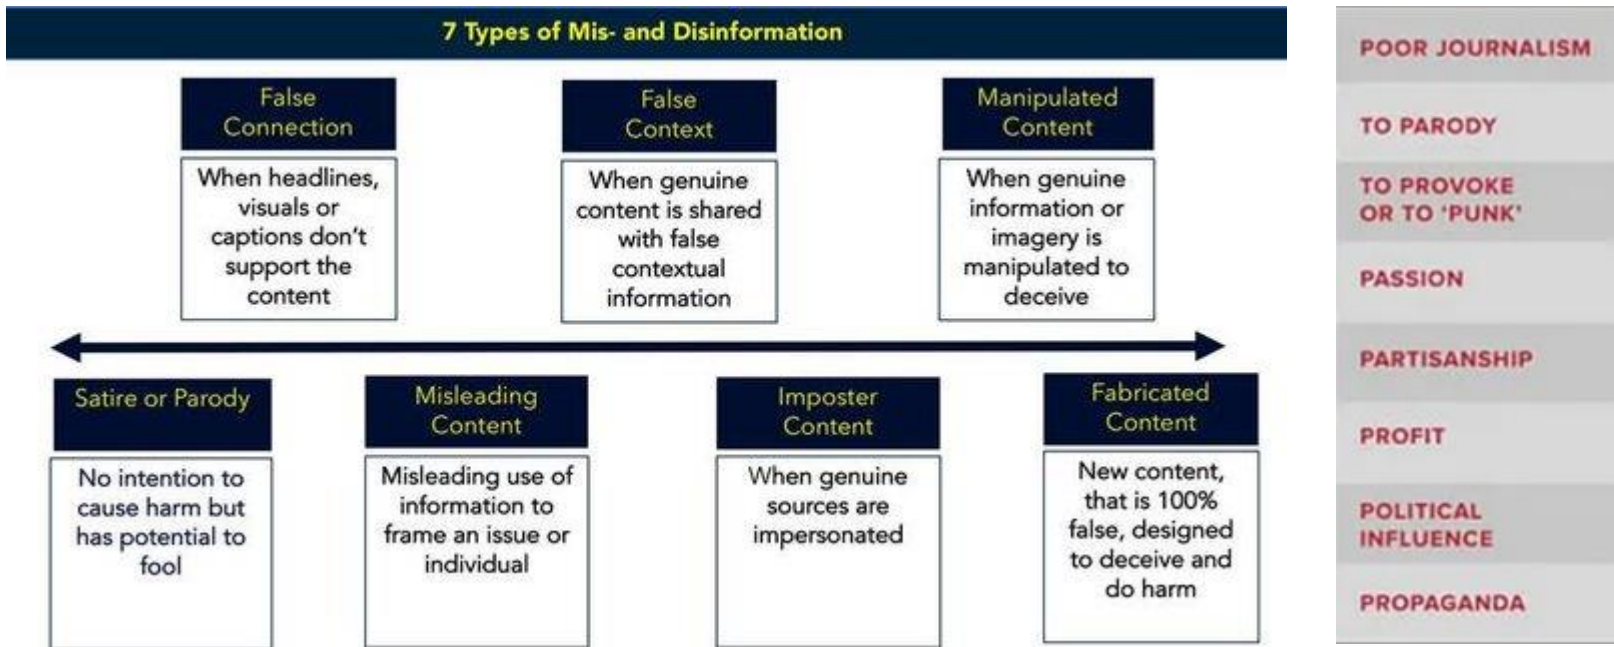 7 Types of Mis- and Disinformation
False
Connection
When headlines,
visuals or
captions don't
support the
content
False
Context
When genuine
content is shared
with false
contextual
information
Manipulated
Content
When genuine
information or
imagery is
manipulated to
deceive
Satire or Parody
No intention to
cause harm but
has potential to
fool
Misleading
Content
Misleading use of
information to
frame an issue or
individual
Imposter
Content
When genuine
sources are
impersonated
Fabricated
Content
New content,
that is 100%
false, designed
to deceive and
do harm
POOR JOURNALISM
TO PARODY
TO PROVOKE
OR TO 'PUNK'
PASSION
PARTISANSHIP
PROFIT
POLITICAL
INFLUENCE
PROPAGANDA